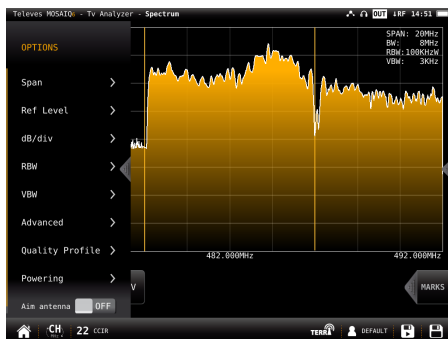 Televes MOSAIQ6 - Tv Analyzer - Spectrum
OUT ↓RF 14:51
SPAN: 20MHz
BW: 8MHz
RBW:100KHzW
VBW: 3KHz
OPTIONS
Span
Ref Level
dB/div
RBW
VBW
Advanced
Quality Profile
Powering
Aim antenna OFF
482.000MHz
492.000MHz
V
MARKS
CH
22 CCIR
TERR
DEFAULT